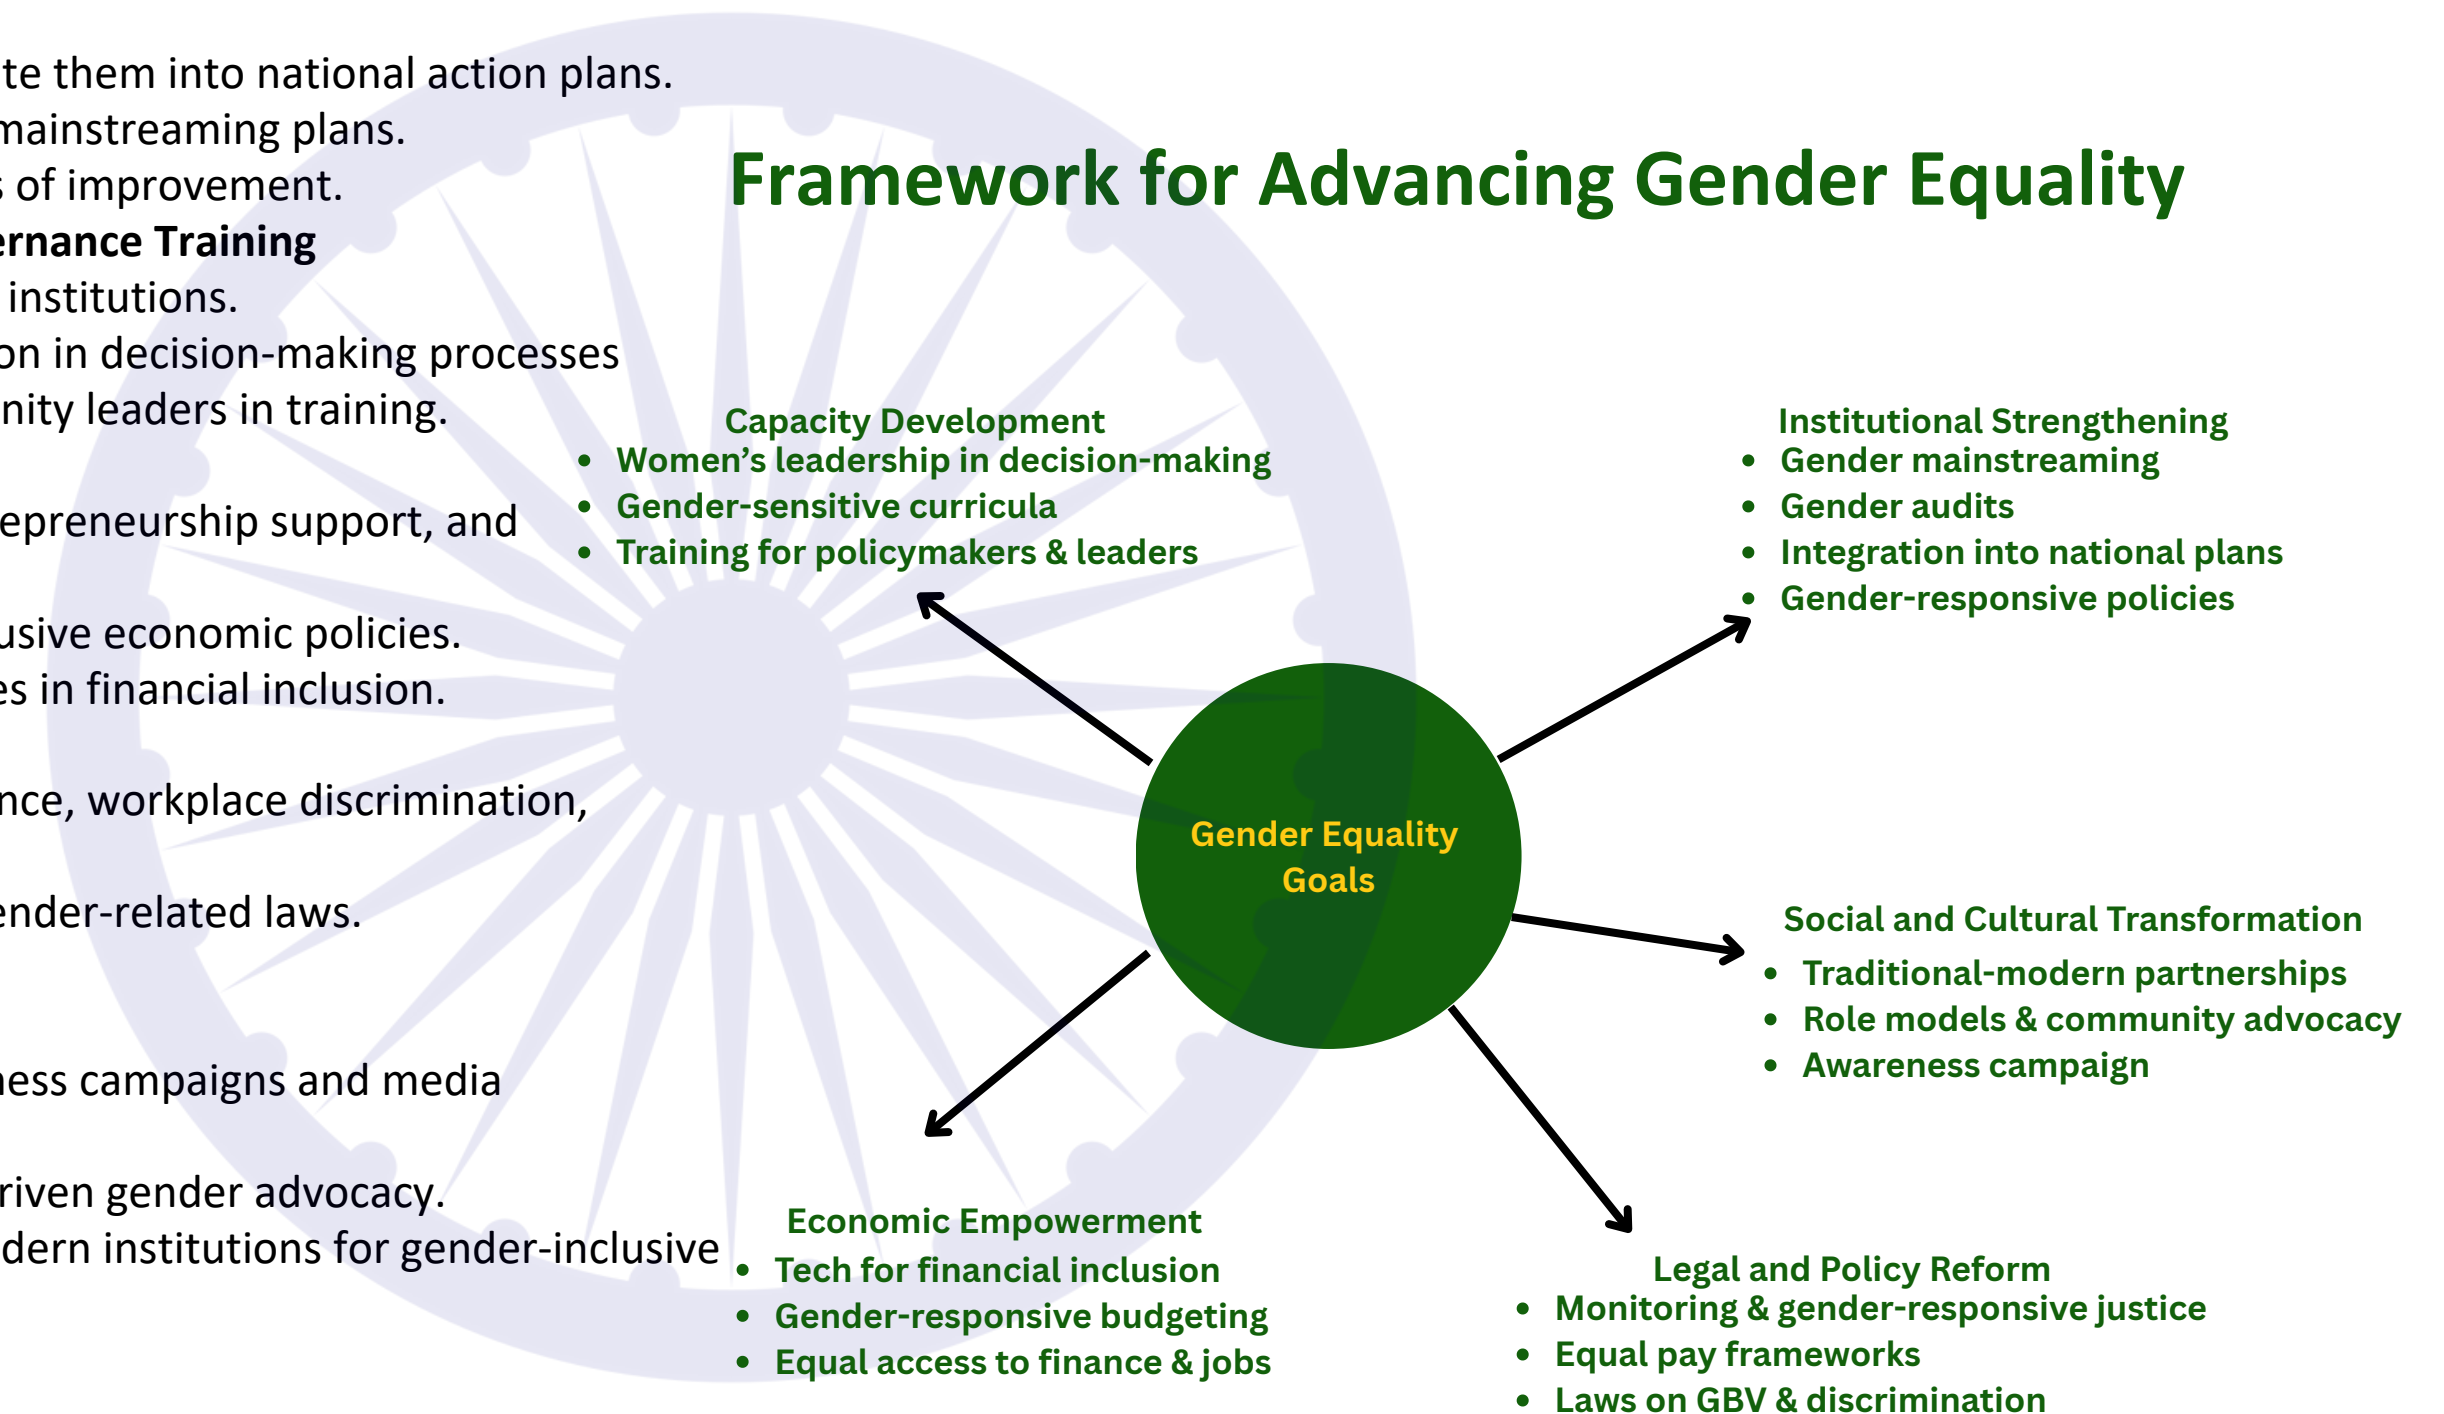 te them into national action plans.
mainstreaming plans.
s of improvement.
ernance Training
institutions.
on in decision-making processes
nity leaders in training.
repreneurship support, and
usive economic policies.
es in financial inclusion.
nce, workplace discrimination,
ender-related laws.
ness campaigns and media
riven gender advocacy.
dern institutions for gender-inclusive
Framework for Advancing Gender Equality
Capacity Development
• Women’s leadership in decision-making
• Gender-sensitive curricula
• Training for policymakers & leaders
Institutional Strengthening
• Gender mainstreaming
• Gender audits
• Integration into national plans
• Gender-responsive policies
Gender Equality
Goals
Social and Cultural Transformation
• Traditional-modern partnerships
• Role models & community advocacy
• Awareness campaign
Economic Empowerment
• Tech for financial inclusion
• Gender-responsive budgeting
• Equal access to finance & jobs
Legal and Policy Reform
• Monitoring & gender-responsive justice
• Equal pay frameworks
• Laws on GBV & discrimination